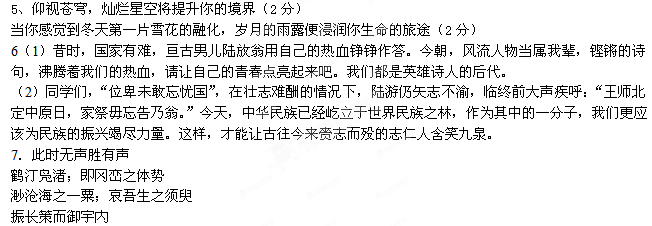 5、仰视苍穹，灿烂星空将提升你的境界（2 分）
当你感觉到冬天第一片雪花的融化，岁月的雨露便浸润你生命的旅途（2 分）
6（1）昔时，国家有难，亘古男儿陆放翁用自己的热血铮铮作答。今朝，风流人物当属我辈，铿锵的诗
句，沸腾着我们的热血，请让自己的青春点亮起来吧。我们都是英雄诗人的后代。
（2）同学们，“位卑未敢忘忧国”，在壮志难酬的情况下，陆游仍矢志不渝，临终前大声疾呼：“王师北
定中原日，家祭毋忘告乃翁。”今天，中华民族已经屹立于世界民族之林，作为其中的一分子，我们更应
该为民族的振兴竭尽力量。这样，才能让古往今来赍志而殁的志仁人含笑九泉。
7．此时无声胜有声
鹤汀凫渚；即冈峦之体势
渺沧海之一粟；哀吾生之须臾
振长策而御宇内